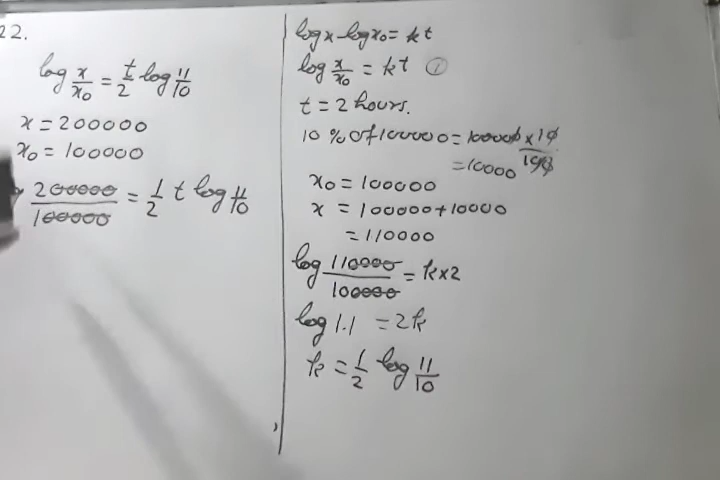 22.
log x/x₀ = t/2 log 11/10
x = 200000
x₀ = 100000
200000/100000 = 1/2 t log 11/10
log x - log x₀ = kt
log x/x₀ = kt ①
t = 2 hours.
10 % of 100000 = 100000 × 10/100
= 10000
x₀ = 100000
x = 100000 + 10000
= 110000
log 110000/100000 = k×2
log 1.1 = 2k
k = 1/2 log 11/10